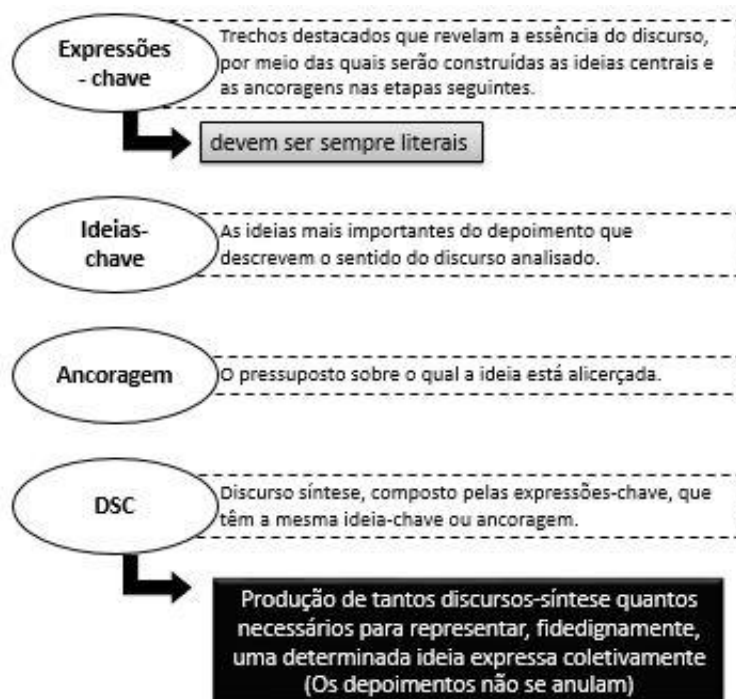 Expressões
- chave
Trechos destacados que revelam a essência do discurso,
por meio das quais serão construídas as ideias centrais e
as ancoragens nas etapas seguintes.
devem ser sempre literais
Ideias-
chave
As ideias mais importantes do depoimento que
descrevem o sentido do discurso analisado.
Ancoragem
O pressuposto sobre o qual a ideia está alicerçada.
DSC
Discurso síntese, composto pelas expressões-chave, que
têm a mesma ideia-chave ou ancoragem.
Produção de tantos discursos-síntese quantos
necessários para representar, fidedignamente,
uma determinada ideia expressa coletivamente
(Os depoimentos não se anulam)